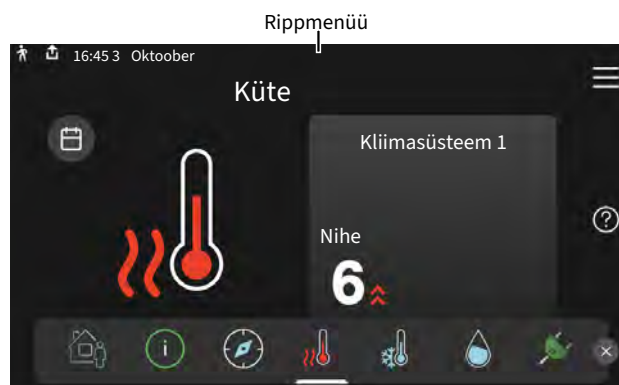 Rippmenüü
16:45 3 Oktoober
Küte
Kliimasüsteem 1
Nihe
6